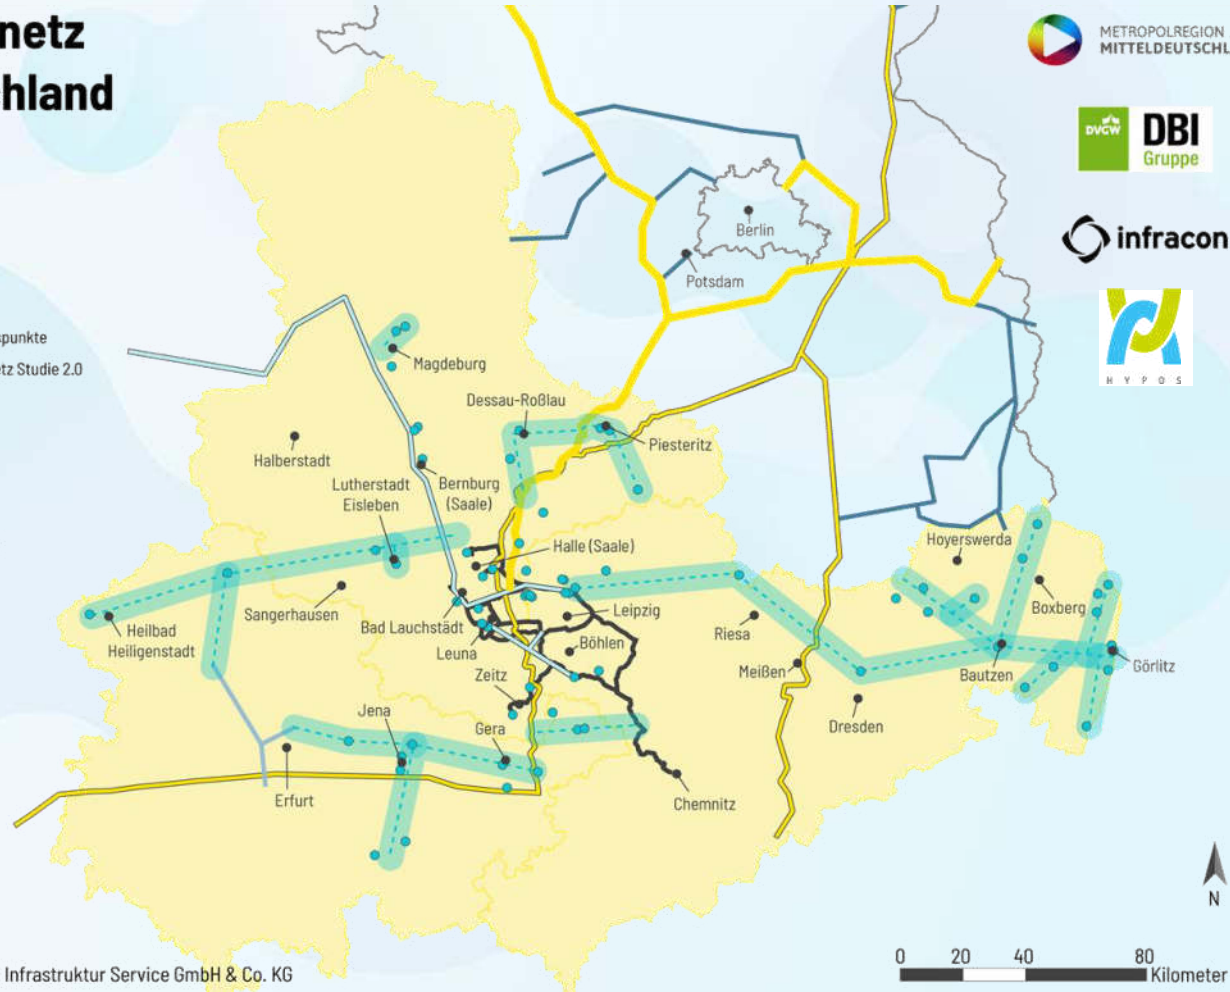 netz
hland
METROPOLREGION
MITTELDEUTSCHL
DVGW
DBI
Gruppe
infracon
HYPOS
spunkte
tz Studie 2.0
Berlin
Potsdam
Magdeburg
Dessau-Roßlau
Piesteritz
Halberstadt
Lutherstadt
Eisleben
Bernburg
(Saale)
Halle (Saale)
Hoyerswerda
Sangerhausen
Boxberg
Leipzig
Bad Lauchstädt
Riesa
Heilbad
Heiligenstadt
Leuna
Böhlen
Görlitz
Zeitz
Meißen
Bautzen
Jena
Gera
Dresden
Erfurt
Chemnitz
N
0 20 40 80
Kilometer
Infrastruktur Service GmbH & Co. KG